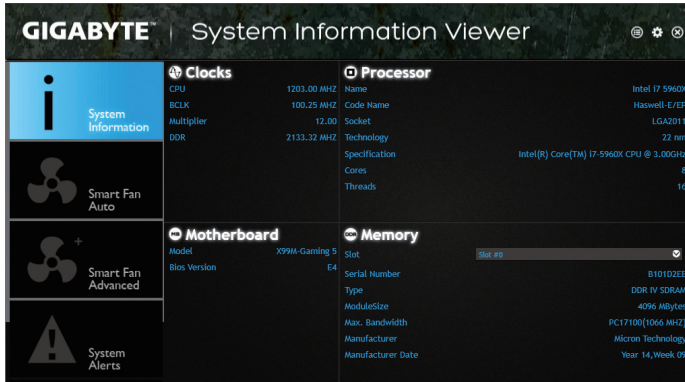 GIGABYTE™ | System Information Viewer
System
Information
Smart Fan
Auto
Smart Fan
Advanced
System
Alerts
Clocks
CPU 1203.00 MHZ
BCLK 100.25 MHZ
Multiplier 12.00
DDR 2133.32 MHZ
Processor
Name Intel i7 5960X
Code Name Haswell-E/EP
Socket LGA2011
Technology 22 nm
Specification Intel(R) Core(TM) i7-5960X CPU @ 3.00GHz
Cores 8
Threads 16
MB Motherboard
Model X99M-Gaming 5
Bios Version E4
DDR Memory
Slot Slot #0
Serial Number B101D2EE
Type DDR IV SDRAM
ModuleSize 4096 MBytes
Max. Bandwidth PC17100(1066 MHZ)
Manufacturer Micron Technology
Manufacturer Date Year 14,Week 09